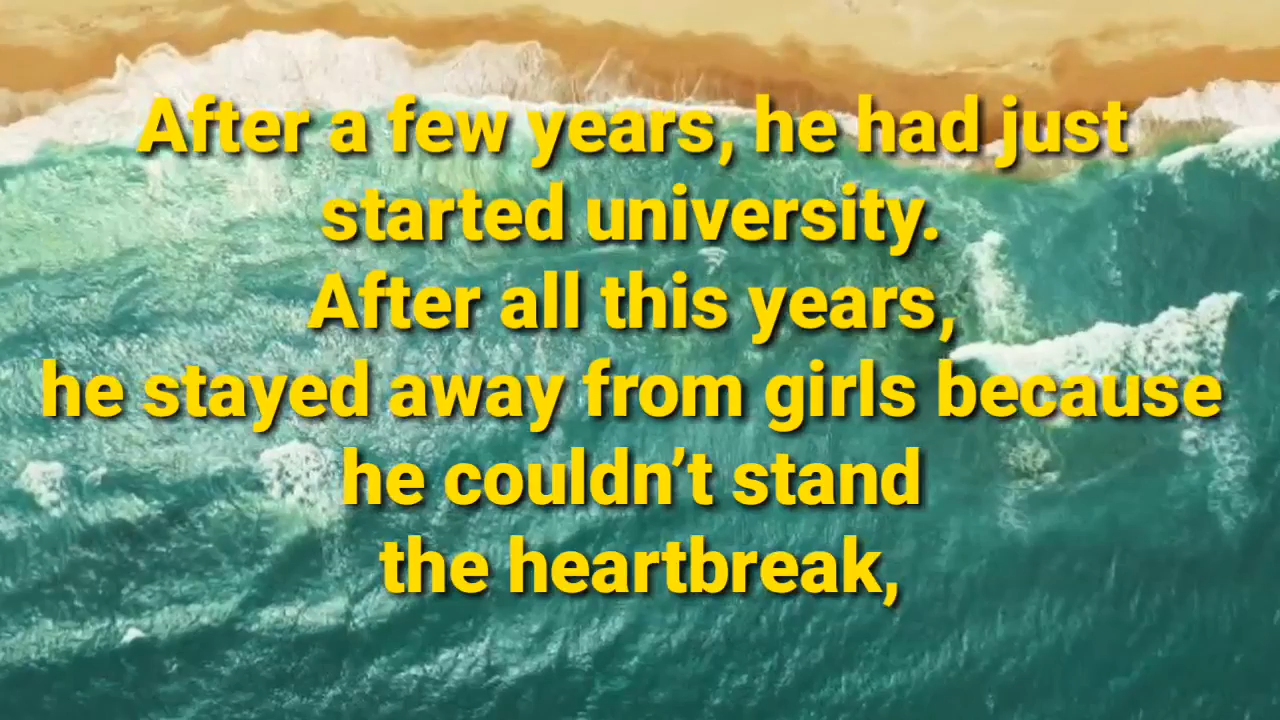 After a few years, he had just
started university.
After all this years,
he stayed away from girls because
he couldn’t stand
the heartbreak,